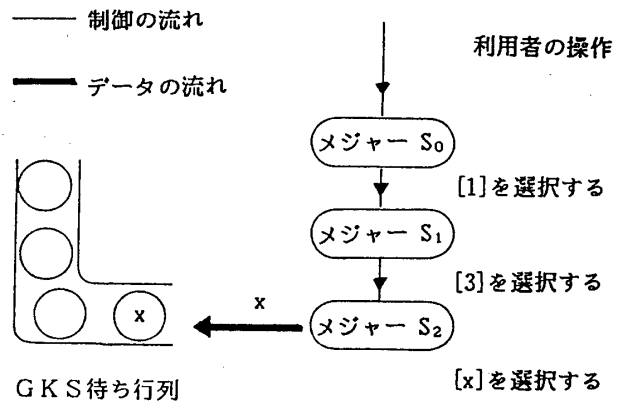 制御の流れ
データの流れ
利用者の操作
メジャー S₀
[1]を選択する
メジャー S₁
[3]を選択する
x
メジャー S₂
x
[x]を選択する
GKS待ち行列